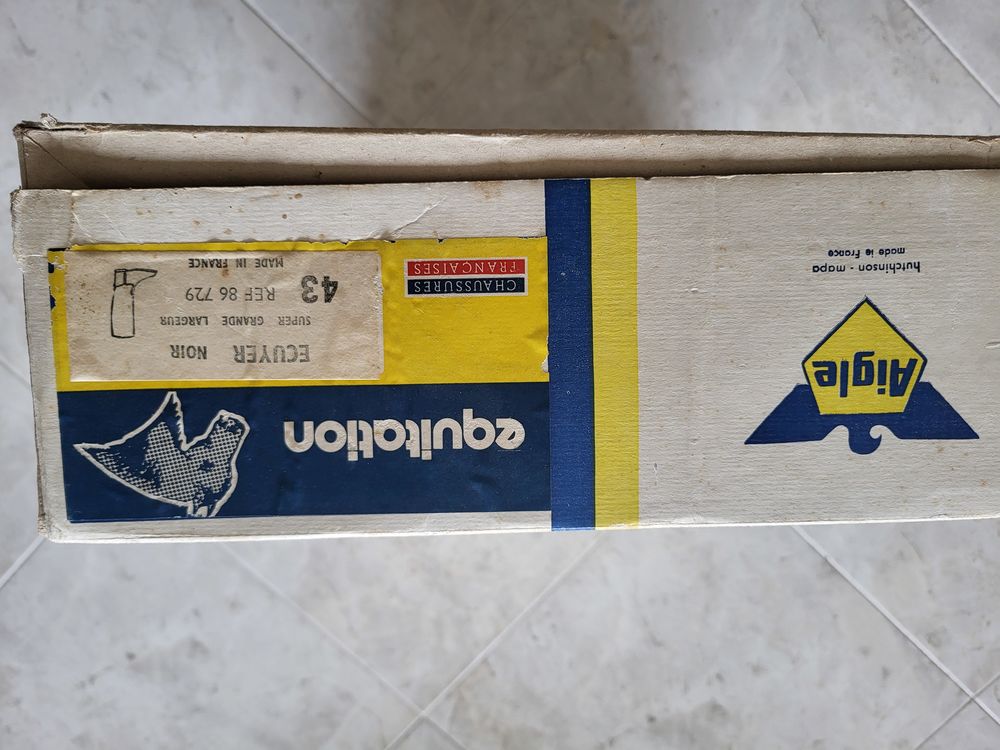 Aigle
hutchinson - mapa
made in France
equitation
ECUYER NOIR
SUPER GRANDE LARGEUR
43 REF 86 729
MADE IN FRANCE
CHAUSSURES
FRANÇAISES